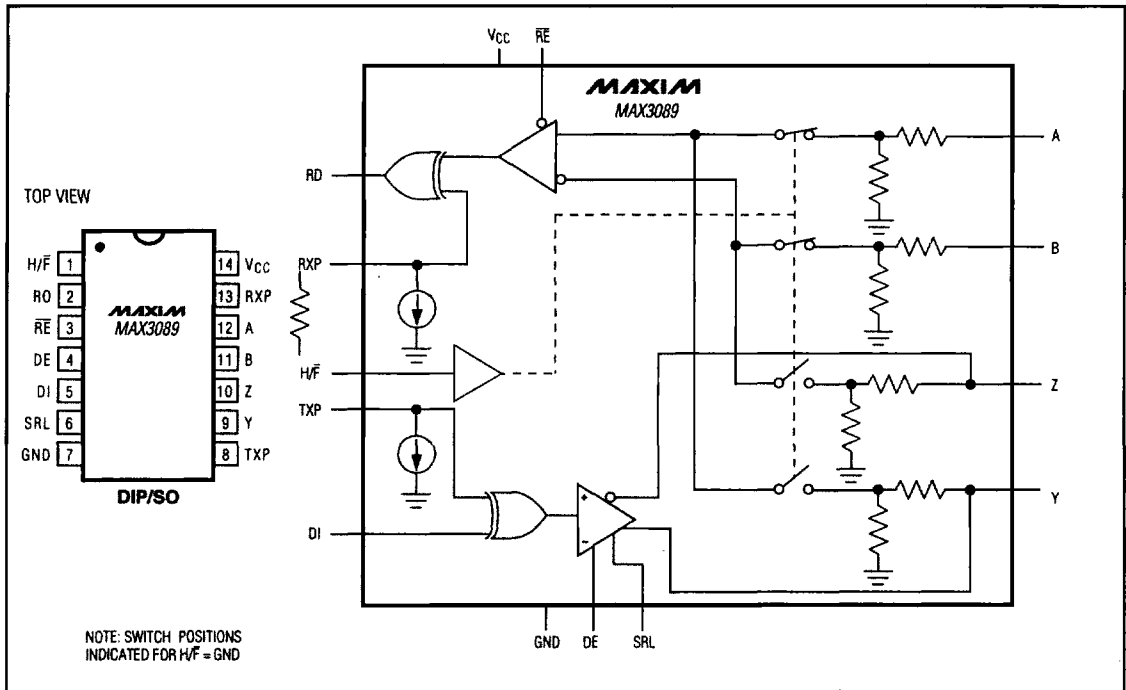 TOP VIEW
H/F̅ 1
RO 2
R̅E̅ 3
DE 4
DI 5
SRL 6
GND 7
14 VCC
13 RXP
12 A
11 B
10 Z
9 Y
8 TXP
MAXIM
MAX3089
DIP/SO
NOTE: SWITCH POSITIONS
INDICATED FOR H/F̅ = GND
VCC
R̅E̅
MAXIM
MAX3089
RD
RXP
H/F̅
TXP
DI
+
−
A
B
Z
Y
GND
DE
SRL